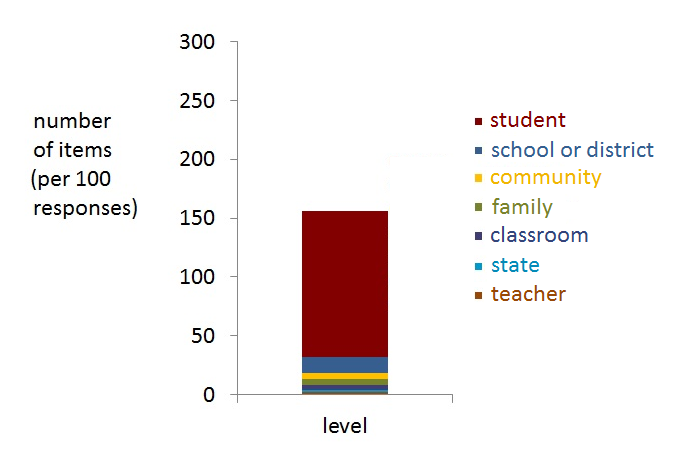 300
250
200
150
100
50
0
number
of items
(per 100
responses)
level
student
school or district
community
family
classroom
state
teacher